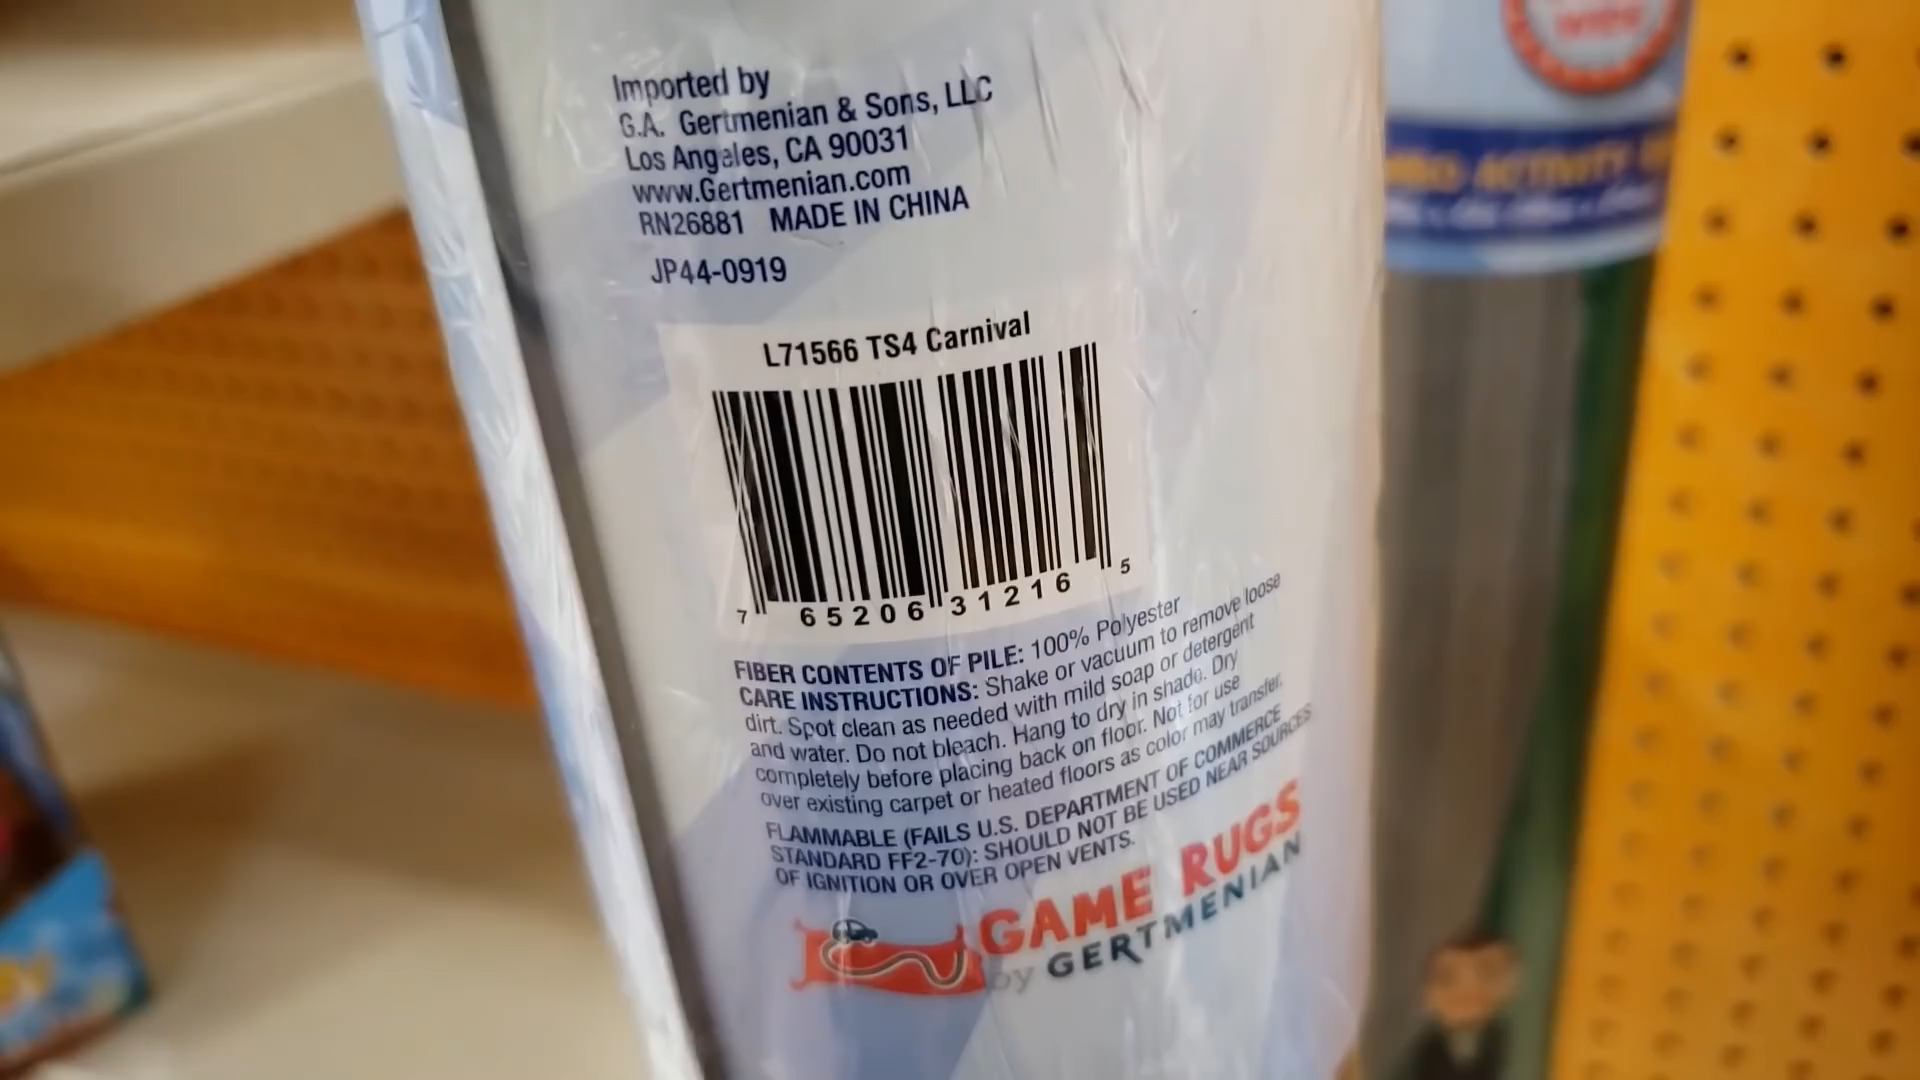 Imported by
G.A. Gertmenian & Sons, LLC
Los Angeles, CA 90031
www.Gertmenian.com
RN26881 MADE IN CHINA
JP44-0919
L71566 TS4 Carnival
7 65206 31216 5
FIBER CONTENTS OF PILE: 100% Polyester
CARE INSTRUCTIONS: Shake or vacuum to remove loose
dirt. Spot clean as needed with mild soap or detergent
and water. Do not bleach. Hang to dry in shade. Dry
completely before placing back on floor. Not for use
over existing carpet or heated floors as color may transfer.
FLAMMABLE (FAILS U.S. DEPARTMENT OF COMMERCE
STANDARD FF2-70): SHOULD NOT BE USED NEAR SOURCES
OF IGNITION OR OVER OPEN VENTS.
GAME RUGS
by GERTMENIAN
ACTIVITY